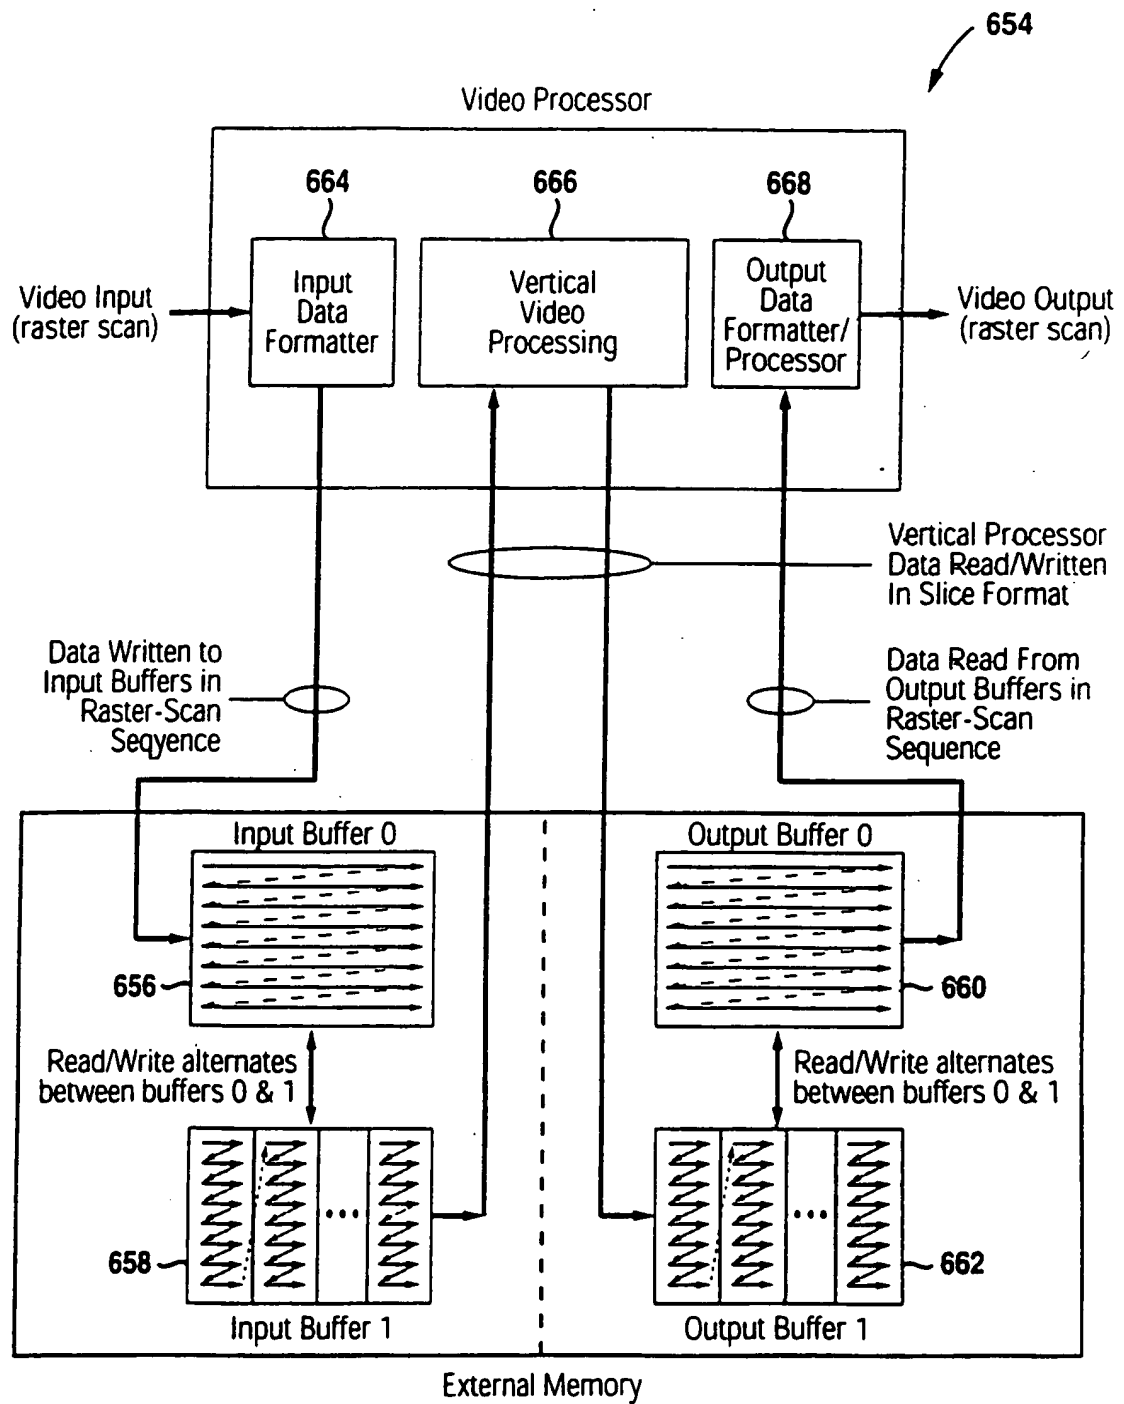 654
Video Processor
664
666
668
Input
Data
Formatter
Vertical
Video
Processing
Output
Data
Formatter/
Processor
Video Input
(raster scan)
Video Output
(raster scan)
Vertical Processor
Data Read/Written
In Slice Format
Data Written to
Input Buffers in
Raster-Scan
Seqyence
Data Read From
Output Buffers in
Raster-Scan
Sequence
Input Buffer 0
Output Buffer 0
656
660
Read/Write alternates
between buffers 0 & 1
Read/Write alternates
between buffers 0 & 1
658
662
Input Buffer 1
Output Buffer 1
External Memory